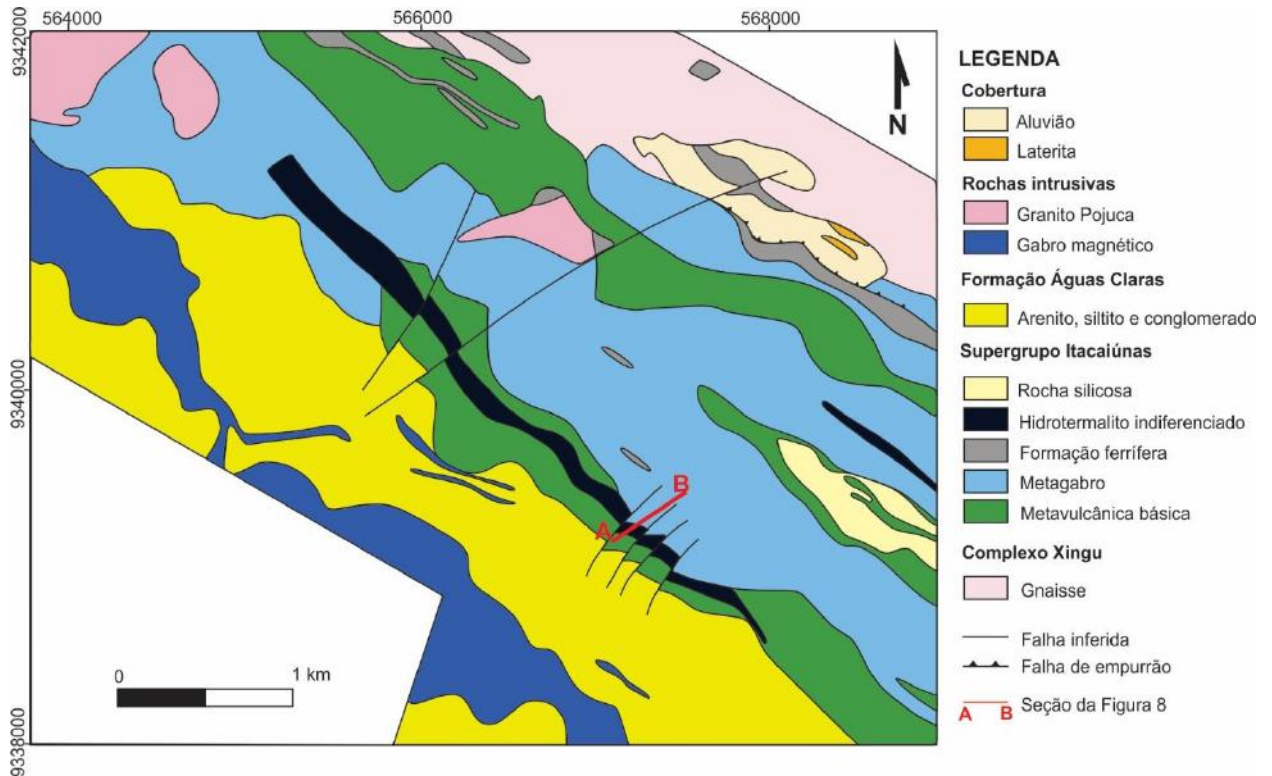 564000
566000
568000
9342000
9340000
9338000
N
B
A
0
1 km
LEGENDA
Cobertura
Aluvião
Laterita
Rochas intrusivas
Granito Pojuca
Gabro magnético
Formação Águas Claras
Arenito, siltito e conglomerado
Supergrupo Itacaiúnas
Rocha silicosa
Hidrotermalito indiferenciado
Formação ferrífera
Metagabro
Metavulcânica básica
Complexo Xingu
Gnaisse
Falha inferida
Falha de empurrão
A B Seção da Figura 8